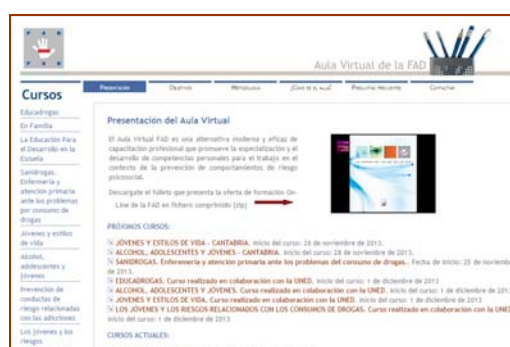 Aula Virtual de la FAD
PRESENTACIÓN OBJETIVOS METODOLOGÍA ¿CÓMO ES EL AULA? PREGUNTAS FRECUENTES CONTACTAR
Cursos
Educadrogas
En Familia
La Educación Para
el Desarrollo en la
Escuela
Sanidrogas.
Enfermería y
atención primaria
ante los problemas
por consumo de
drogas
Jóvenes y estilos
de vida
Alcohol,
adolescentes y
jóvenes
Prevención de
conductas de
riesgo relacionadas
con las adicciones
Los jóvenes y los
riesgos
Presentación del Aula Virtual
El Aula Virtual FAD es una alternativa moderna y eficaz de
capacitación profesional que promueve la especialización y el
desarrollo de competencias personales para el trabajo en el
contexto de la prevención de comportamientos de riesgo
psicosocial.
Descargate el folleto que presenta la oferta de formación On-
Line de la FAD en fichero comprimido (zip)
PRÓXIMOS CURSOS:
JÓVENES Y ESTILOS DE VIDA - CANTABRIA. Inicio del curso: 28 de noviembre de 2013.
ALCOHOL, ADOLESCENTES Y JÓVENES - CANTABRIA. Inicio del curso: 28 de noviembre de 2013.
SANIDROGAS. Enfermería y atención primaria ante los problemas del consumo de drogas.. Fecha de inicio: 25 de noviembre
de 2013.
EDUCADROGAS. Curso realizado en colaboración con la UNED. Inicio del curso: 1 de diciembre de 2013
ALCOHOL, ADOLESCENTES Y JÓVENES. Curso realizado en colaboración con la UNED. Inicio del curso: 1 de diciembre de 2013
JÓVENES Y ESTILOS DE VIDA. Curso realizado en colaboración con la UNED. Inicio del curso: 1 de diciembre de 2013
LOS JÓVENES Y LOS RIESGOS RELACIONADOS CON LOS CONSUMOS DE DROGAS. Curso realizado en colaboración con la UNED.
Inicio del curso: 1 de diciembre de 2013
CURSOS ACTUALES: